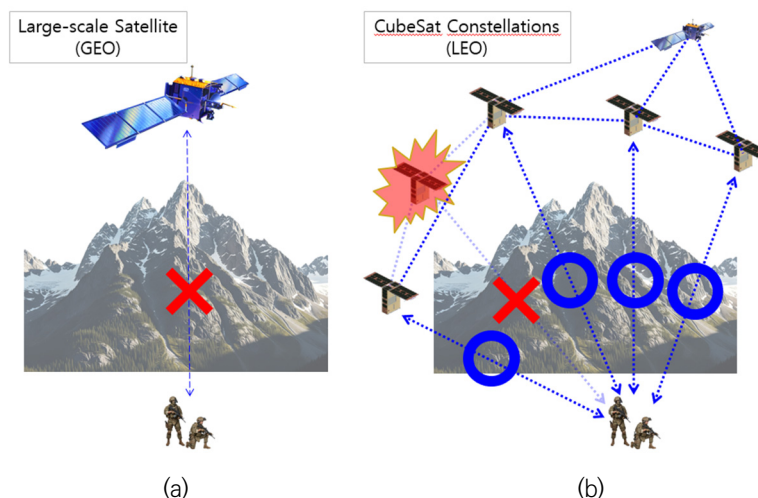 Large-scale Satellite
(GEO)
CubeSat Constellations
(LEO)
(a)
(b)